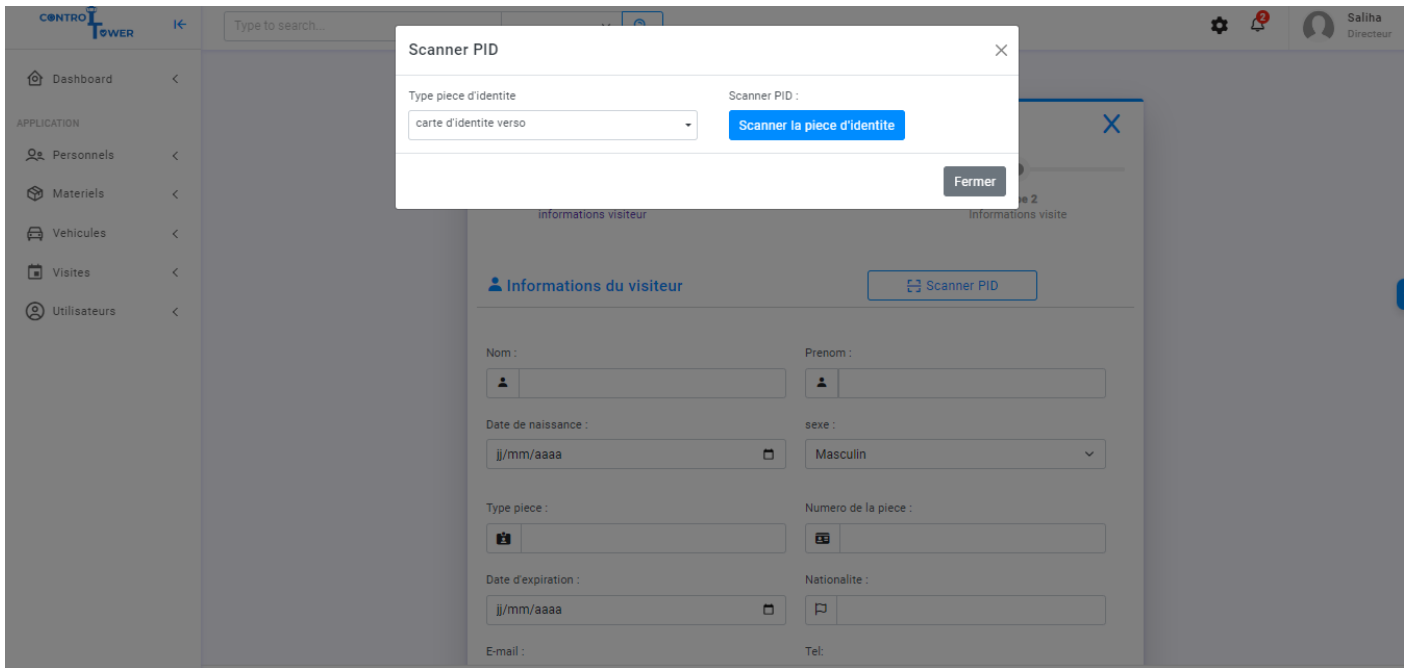 CONTROL TOWER
Type to search...
2
Saliha
Directeur
Scanner PID
Type piece d'identite
Scanner PID :
carte d'identite verso
Scanner la piece d'identite
Fermer
Dashboard
APPLICATION
Personnels
Materiels
Vehicules
Visites
Utilisateurs
informations visiteur
2
Informations visite
Informations du visiteur
Scanner PID
Nom :
Prenom :
Date de naissance :
sexe :
jj/mm/aaaa
Masculin
Type piece :
Numero de la piece :
Date d'expiration :
Nationalite :
jj/mm/aaaa
E-mail :
Tel: